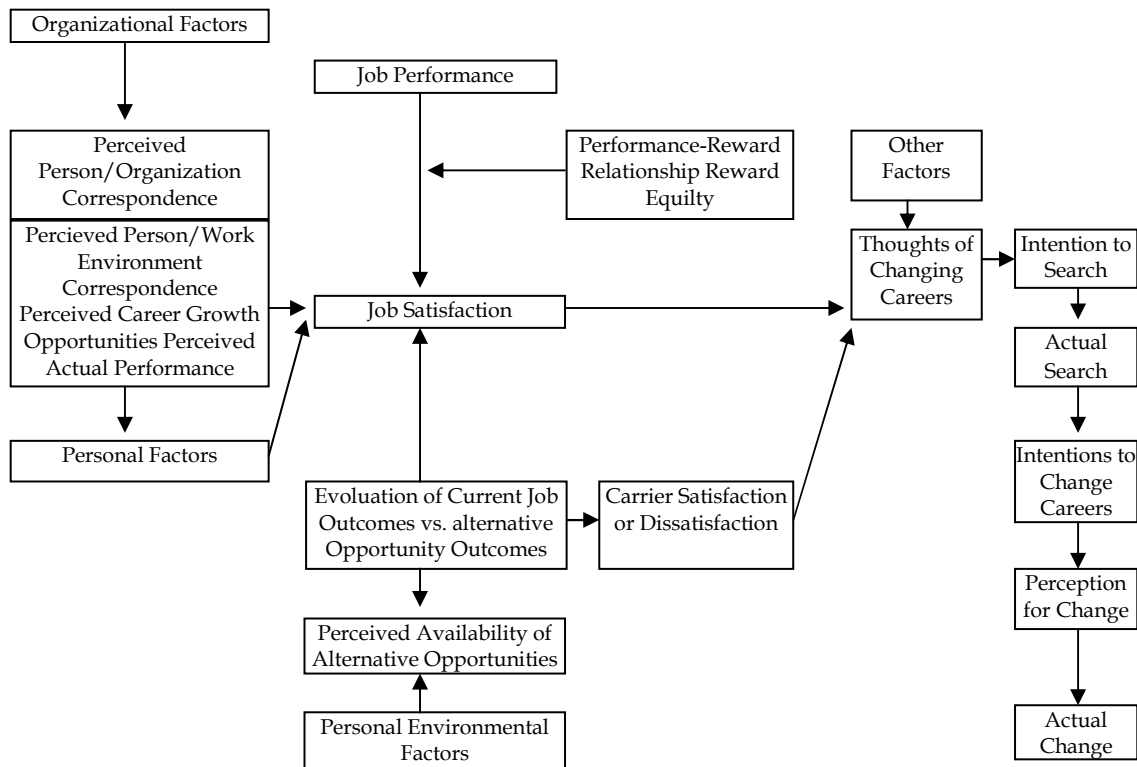 Organizational Factors
Job Performance
Perceived
Person/Organization
Correspondence
Performance-Reward
Relationship Reward
Equilty
Other
Factors
Percieved Person/Work
Environment
Correspondence
Perceived Career Growth
Opportunities Perceived
Actual Performance
Job Satisfaction
Thoughts of
Changing
Careers
Intention to
Search
Actual
Search
Personal Factors
Intentions to
Change
Careers
Evoluation of Current Job
Outcomes vs. alternative
Opportunity Outcomes
Carrier Satisfaction
or Dissatisfaction
Perception
for Change
Perceived Availability of
Alternative Opportunities
Personal Environmental
Factors
Actual
Change